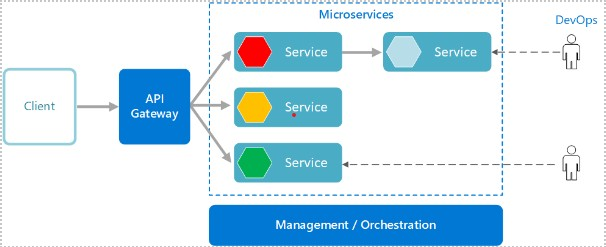 Microservices
DevOps
Service
Service
Client
API
Gateway
Service
Service
Management / Orchestration